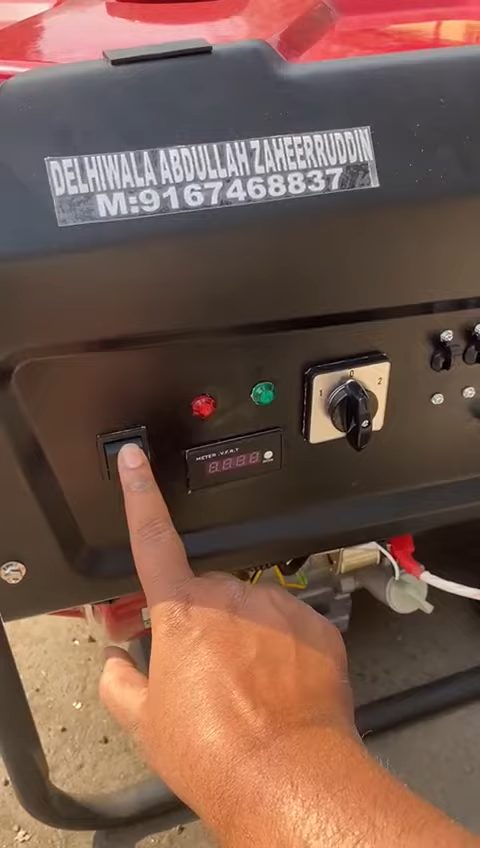 DELHIWALA ABDULLAH ZAHEERRUDDIN
M:9167468837
0
1 2
METER :V.F.H.T
8888